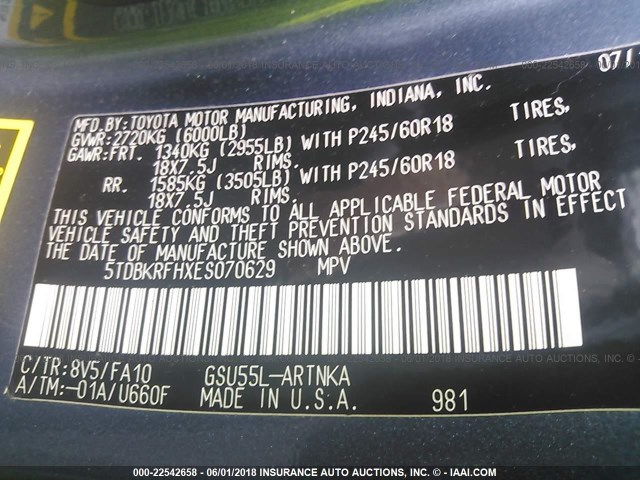 07/
MFD.BY:TOYOTA MOTOR MANUFACTURING, INDIANA, INC.
GVWR:2720KG (6000LB)
GAWR:FRT. 1340KG (2955LB) WITH P245/60R18 TIRES,
18X7.5J RIMS.
RR. 1585KG (3505LB) WITH P245/60R18 TIRES,
18X7.5J RIMS.
THIS VEHICLE CONFORMS TO ALL APPLICABLE FEDERAL MOTOR
VEHICLE SAFETY AND THEFT PREVENTION STANDARDS IN EFFECT
ON THE DATE OF MANUFACTURE SHOWN ABOVE.
5TDBKRFHXES070629 MPV
C/TR:8V5/FA10 GSU55L-ARTNKA
A/TM:-01A/U660F MADE IN U.S.A. 981
000-22542658 - 06/01/2018 - INSURANCE AUTO AUCTIONS, INC. - © - IAAI.COM